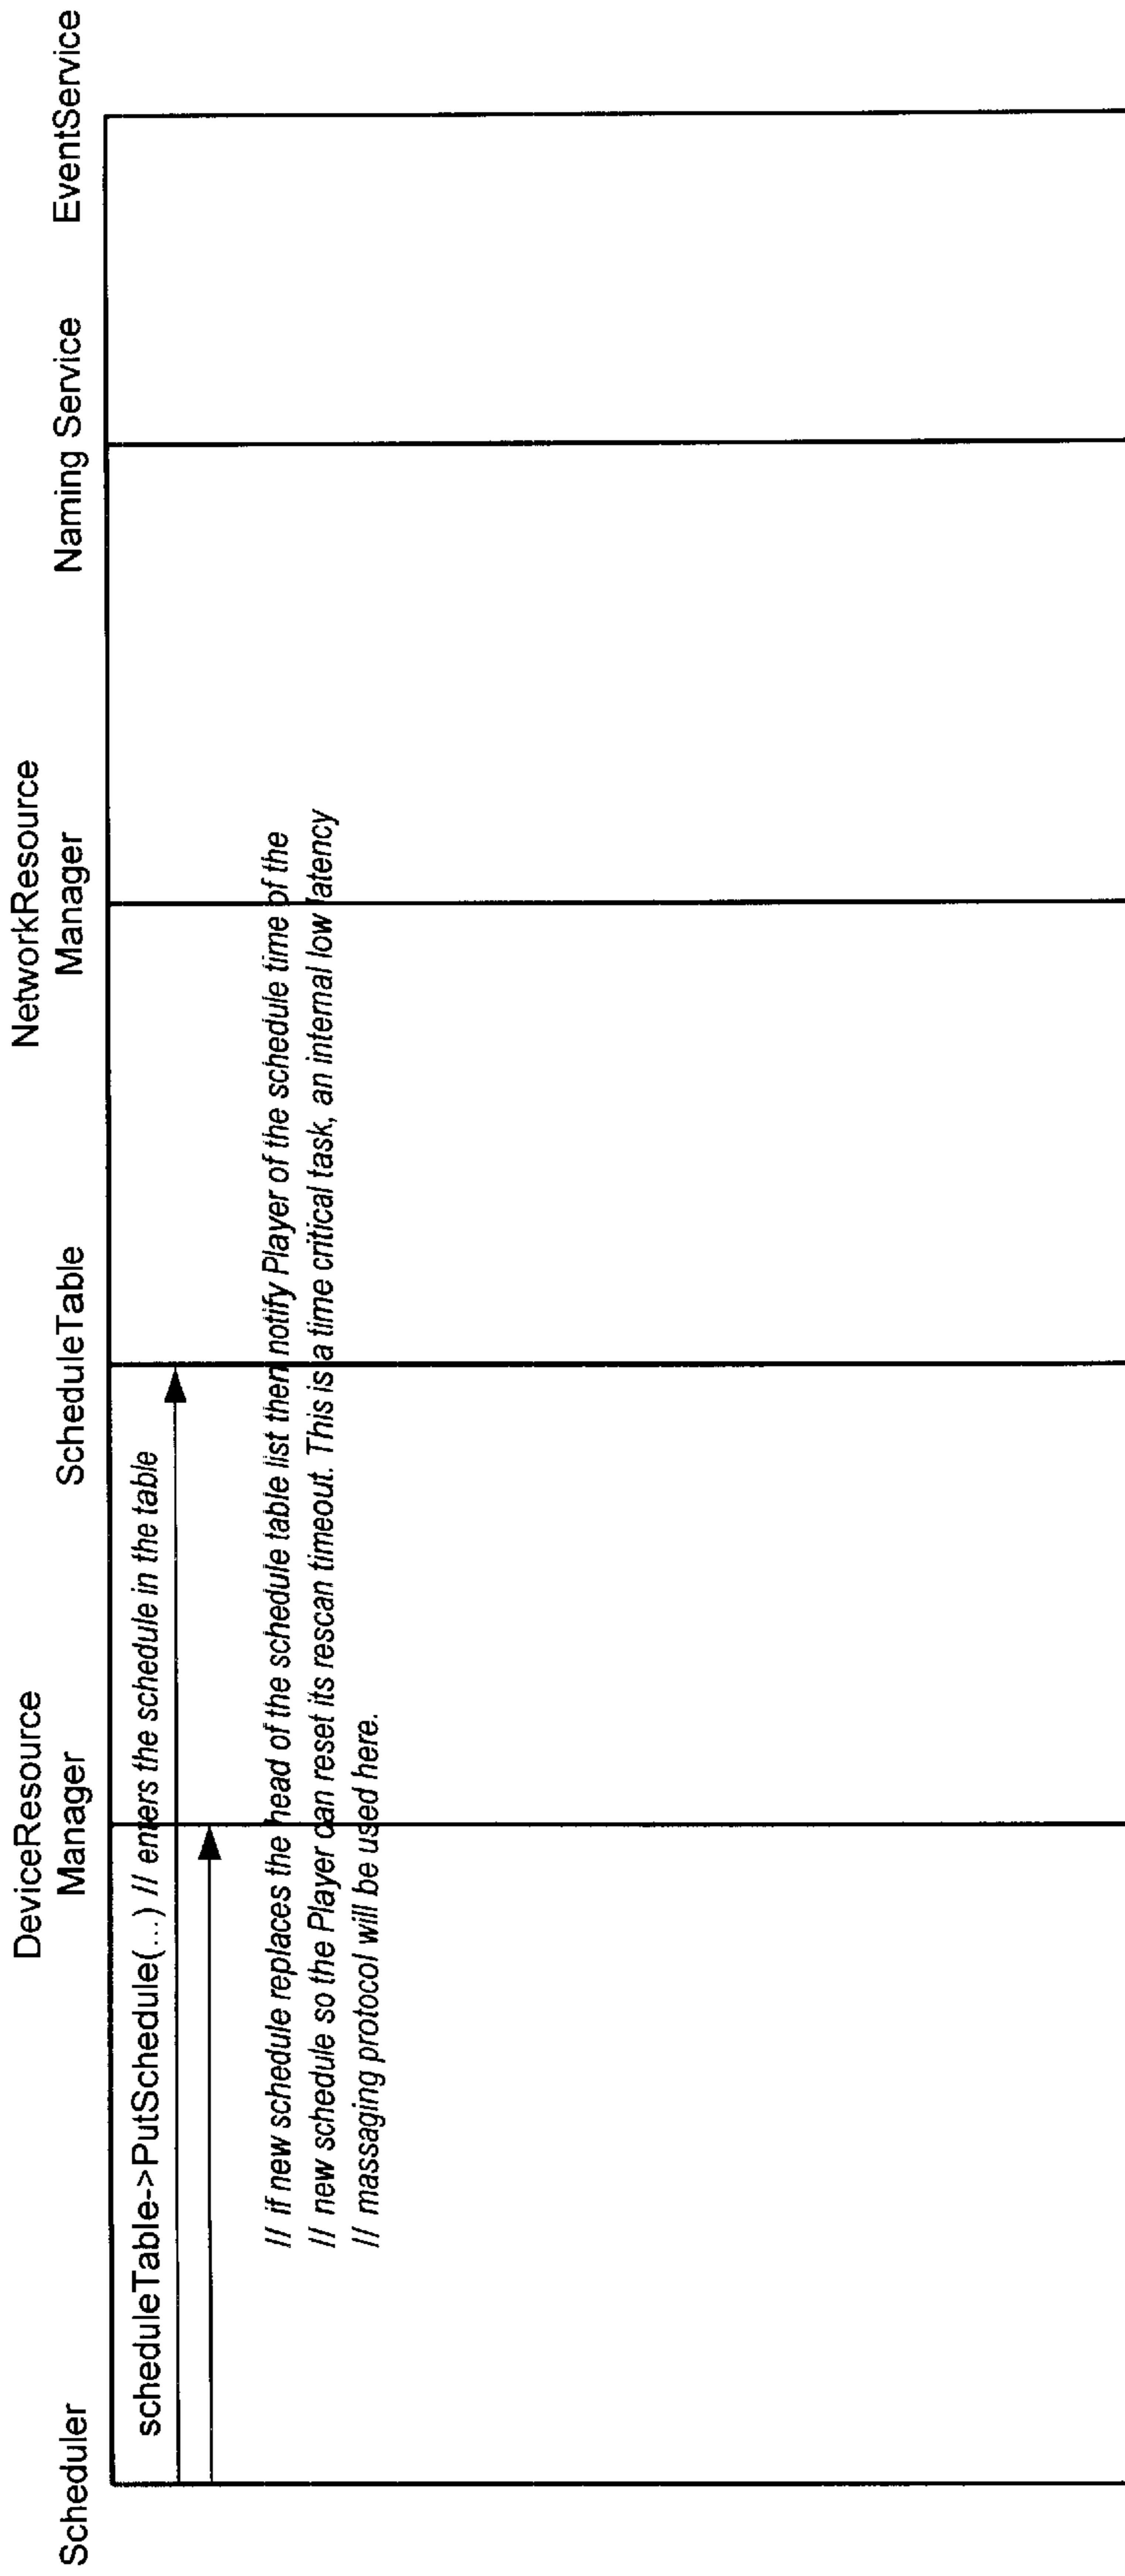 Scheduler
DeviceResource
Manager
ScheduleTable
NetworkResource
Manager
Naming Service
EventService
scheduleTable->PutSchedule(...) // enters the schedule in the table
// if new schedule replaces the head of the schedule table list then notify Player of the schedule time of the
// new schedule so the Player can reset its rescan timeout. This is a time critical task, an internal low latency
// massaging protocol will be used here.